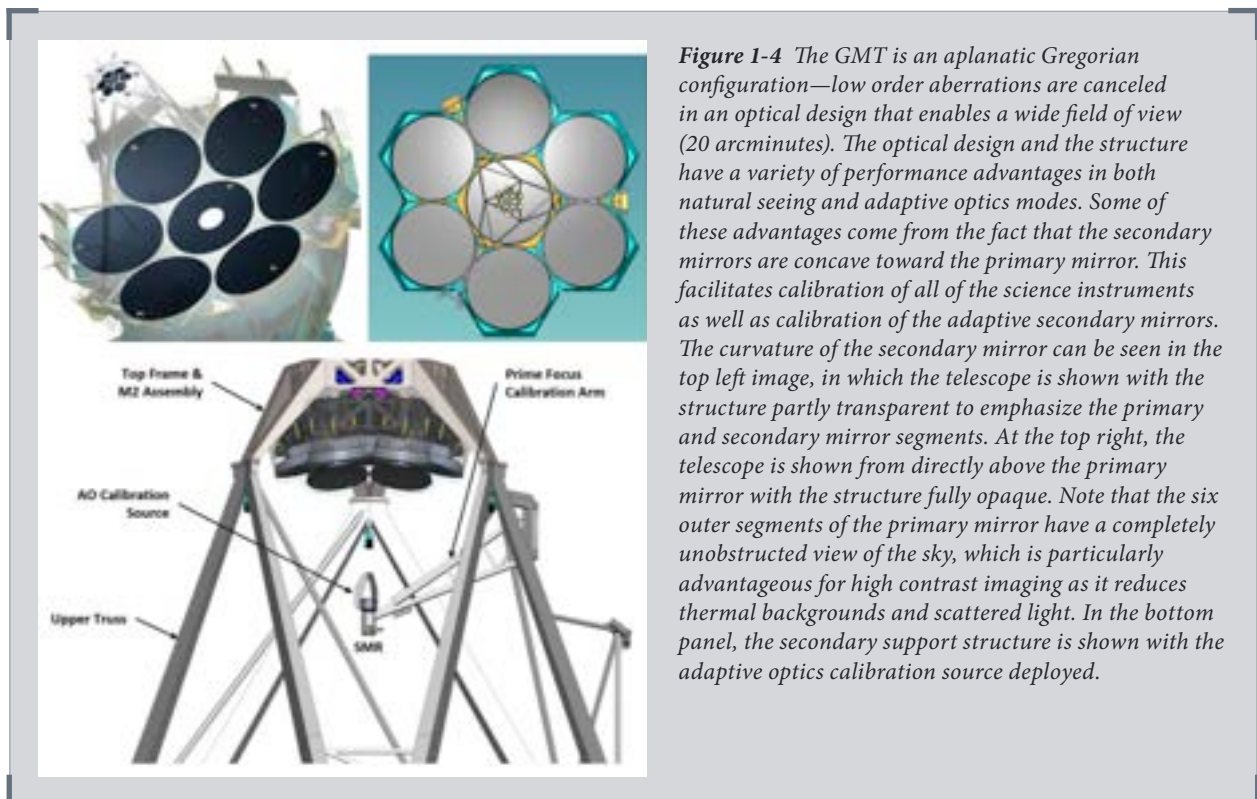 Figure 1-4 The GMT is an aplanatic Gregorian
configuration—low order aberrations are canceled
in an optical design that enables a wide field of view
(20 arcminutes). The optical design and the structure
have a variety of performance advantages in both
natural seeing and adaptive optics modes. Some of
these advantages come from the fact that the secondary
mirrors are concave toward the primary mirror. This
facilitates calibration of all of the science instruments
as well as calibration of the adaptive secondary mirrors.
The curvature of the secondary mirror can be seen in the
top left image, in which the telescope is shown with the
structure partly transparent to emphasize the primary
and secondary mirror segments. At the top right, the
telescope is shown from directly above the primary
mirror with the structure fully opaque. Note that the six
outer segments of the primary mirror have a completely
unobstructed view of the sky, which is particularly
advantageous for high contrast imaging as it reduces
thermal backgrounds and scattered light. In the bottom
panel, the secondary support structure is shown with the
adaptive optics calibration source deployed.
Top Frame &
M2 Assembly
Prime Focus
Calibration Arm
AO Calibration
Source
Upper Truss
SMR